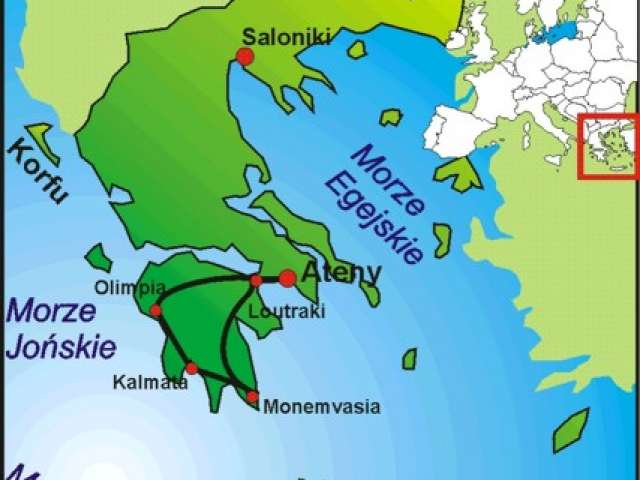 Saloniki
Korfu
Morze
Egejskie
Ateny
Olimpia
Loutraki
Morze
Jońskie
Kalmata
Monemvasia